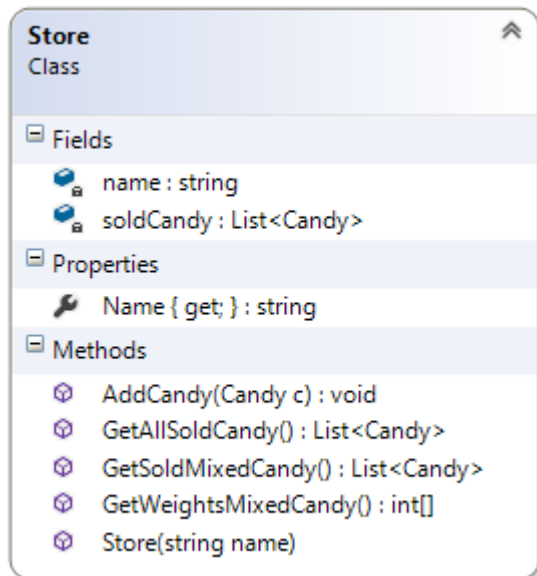 Store
Class
Fields
name : string
soldCandy : List<Candy>
Properties
Name { get; } : string
Methods
AddCandy(Candy c) : void
GetAllSoldCandy() : List<Candy>
GetSoldMixedCandy() : List<Candy>
GetWeightsMixedCandy() : int[]
Store(string name)